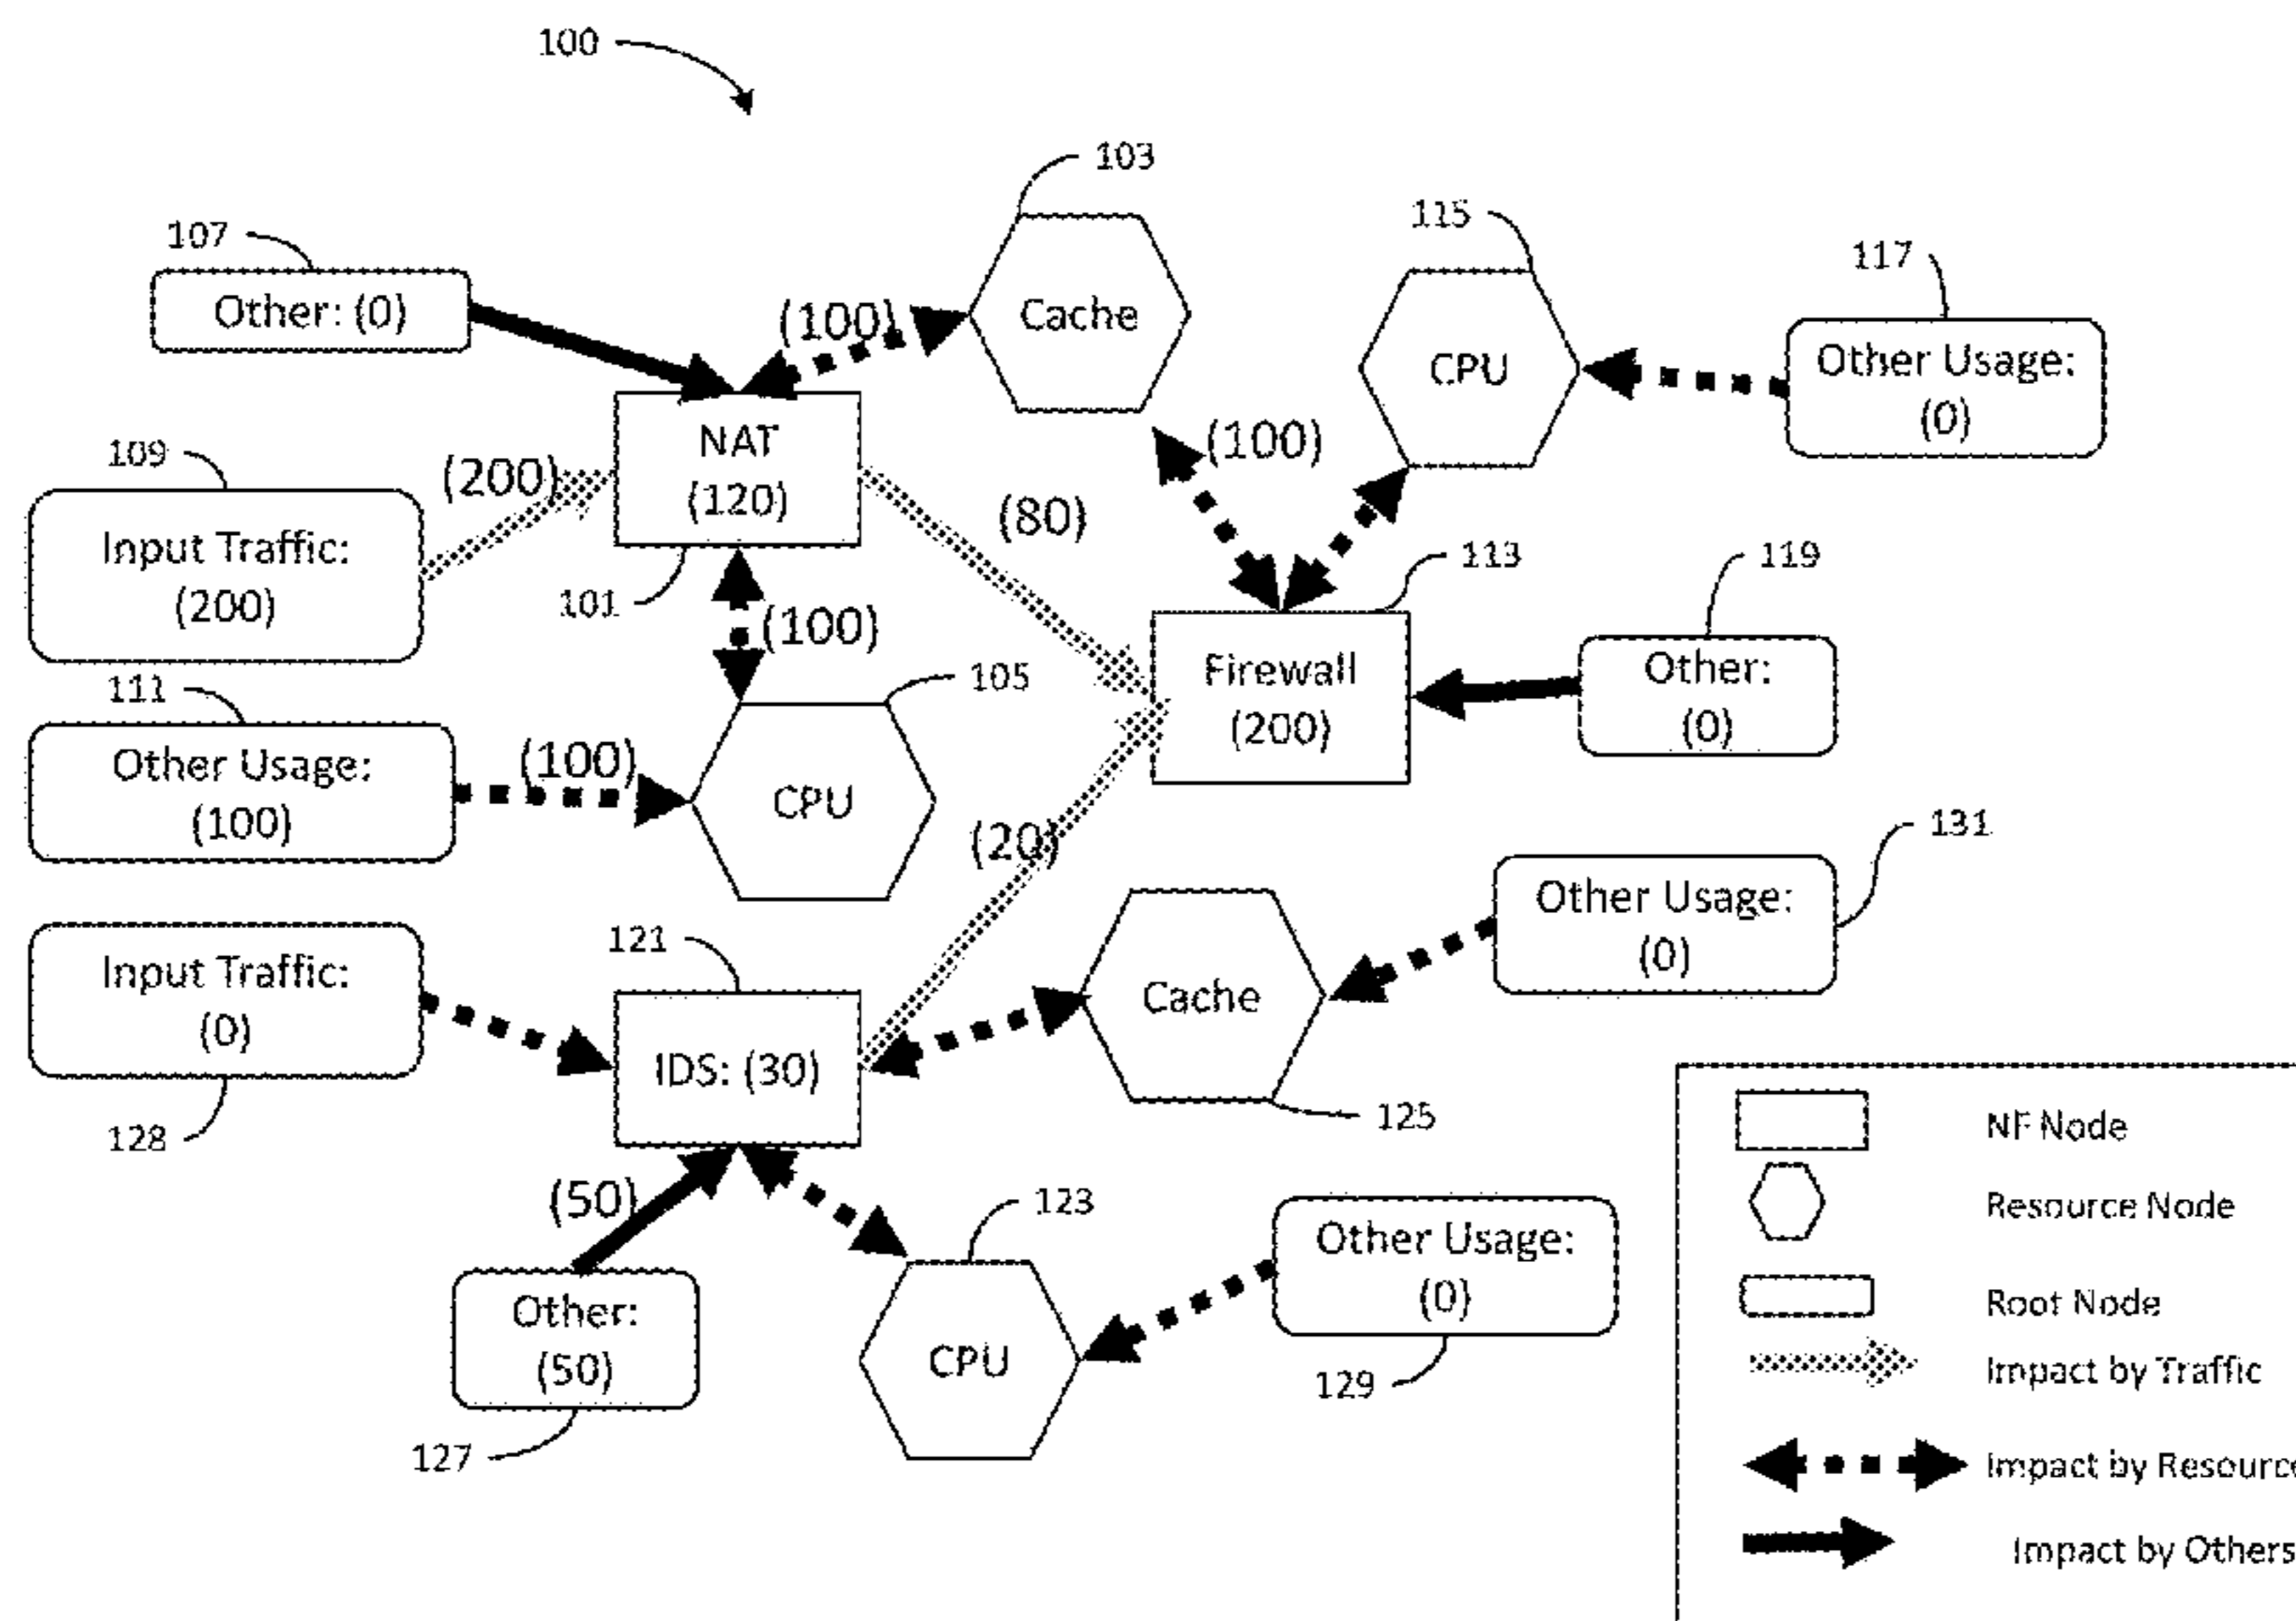 100
103
115
117
107
Other: (0)
(100)
Cache
CPU
Other Usage:
(0)
109
(200)
NAT
(120)
(100)
Input Traffic:
(200)
101
(80)
113
119
(100)
111
105
Firewall
(200)
Other:
(0)
Other Usage:
(100)
(100)
CPU
(20)
131
121
Other Usage:
(0)
Input Traffic:
(0)
Cache
IDS: (30)
128
125
(50)
123
Other Usage:
(0)
Other:
(50)
CPU
129
127
NF Node
Resource Node
Root Node
Impact by Traffic
Impact by Resource
Impact by Others